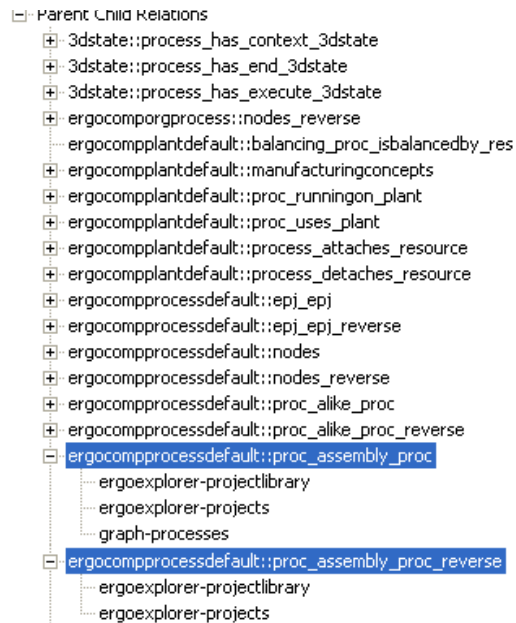 Parent Child Relations
3dstate::process_has_context_3dstate
3dstate::process_has_end_3dstate
3dstate::process_has_execute_3dstate
ergocomporgprocess::nodes_reverse
ergocompplantdefault::balancing_proc_isbalancedby_res
ergocompplantdefault::manufacturingconcepts
ergocompplantdefault::proc_runningon_plant
ergocompplantdefault::proc_uses_plant
ergocompplantdefault::process_attaches_resource
ergocompplantdefault::process_detaches_resource
ergocompprocessdefault::epj_epj
ergocompprocessdefault::epj_epj_reverse
ergocompprocessdefault::nodes
ergocompprocessdefault::nodes_reverse
ergocompprocessdefault::proc_alike_proc
ergocompprocessdefault::proc_alike_proc_reverse
ergocompprocessdefault::proc_assembly_proc
ergoexplorer-projectlibrary
ergoexplorer-projects
graph-processes
ergocompprocessdefault::proc_assembly_proc_reverse
ergoexplorer-projectlibrary
ergoexplorer-projects